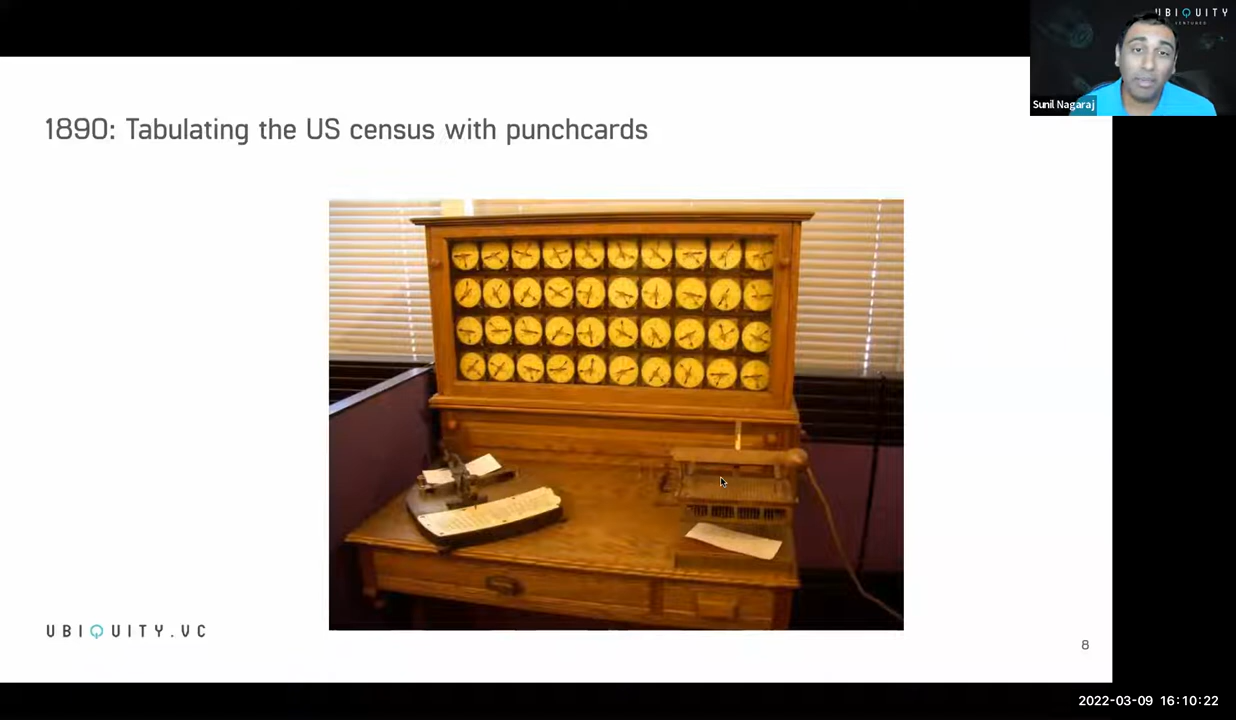 UBIQUITY
VENTURES
Sunil Nagaraj
1890: Tabulating the US census with punchcards
UBIQUITY.VC
8
2022-03-09 16:10:22